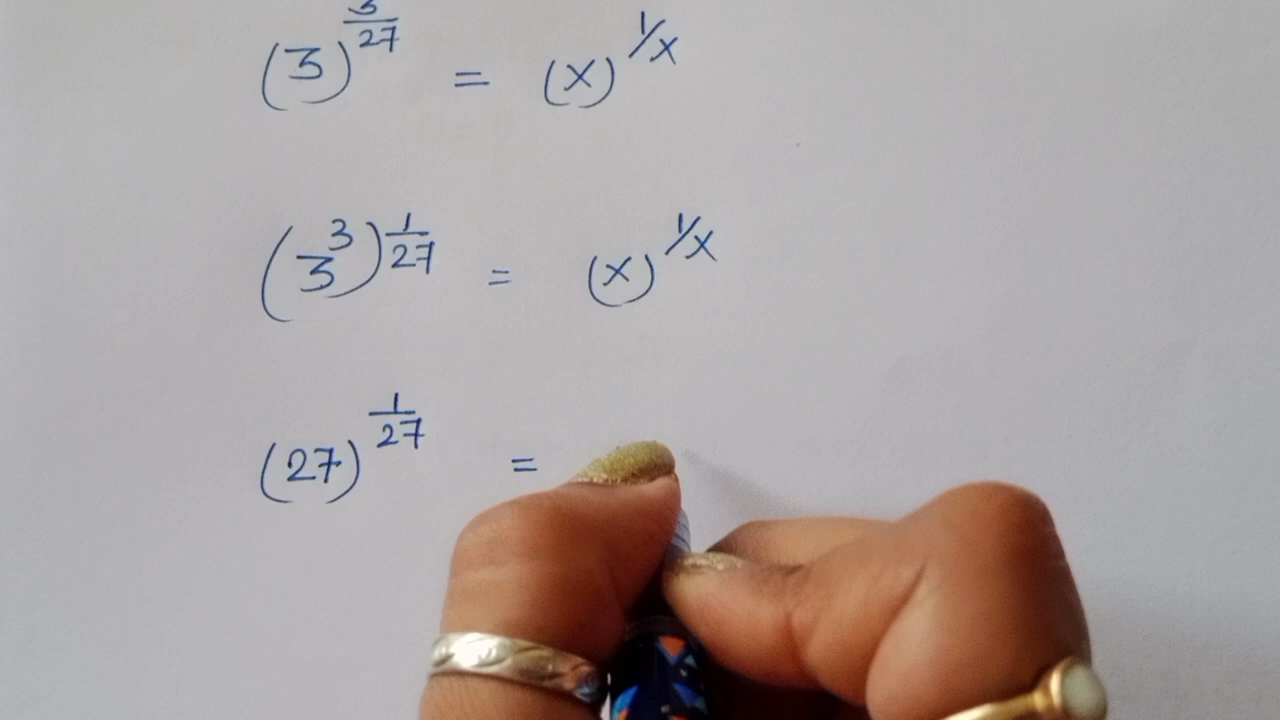 (3)^{3/27} = (x)^{1/x}
(3^3)^{1/27} = (x)^{1/x}
(27)^{1/27} =